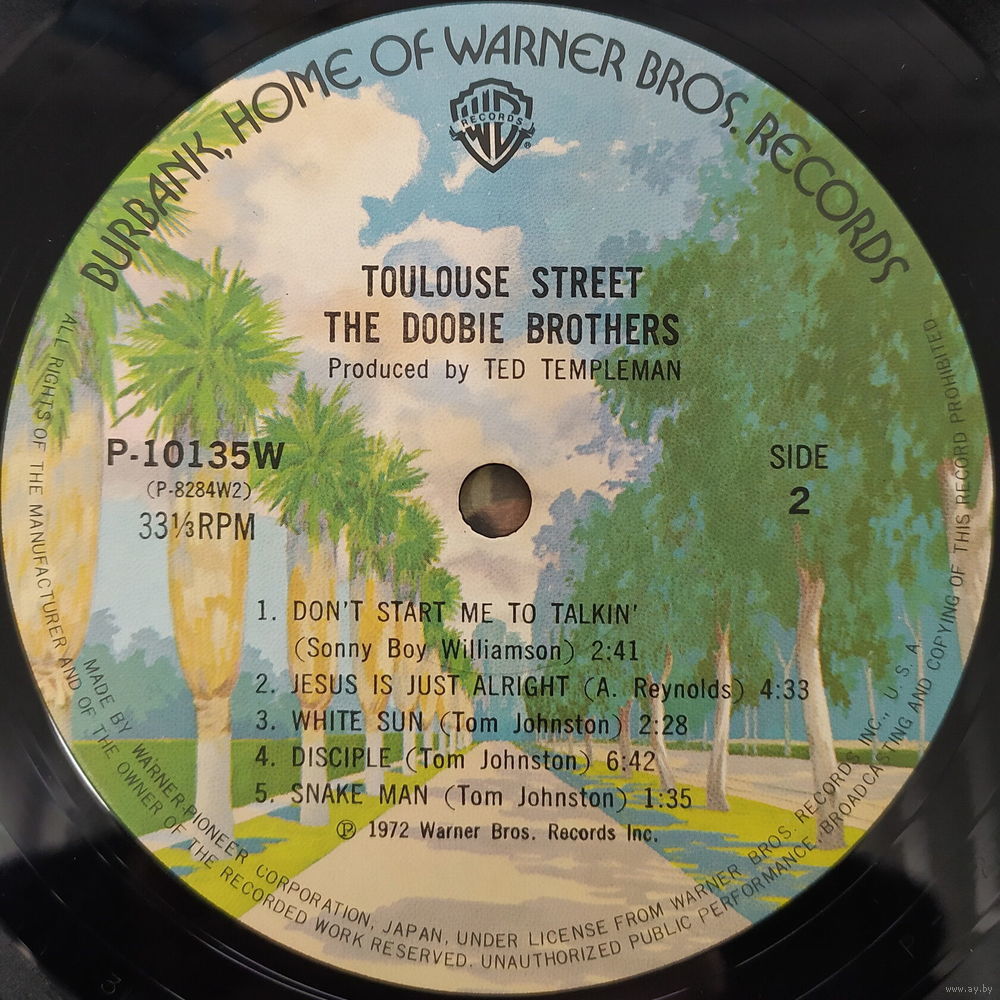 BURBANK, HOME OF WARNER BROS. RECORDS
W B
RECORDS
®
TOULOUSE STREET
THE DOOBIE BROTHERS
Produced by TED TEMPLEMAN
P-10135W
(P-8284W2)
33⅓RPM
SIDE
2
1. DON'T START ME TO TALKIN'
(Sonny Boy Williamson) 2:41
2. JESUS IS JUST ALRIGHT (A. Reynolds) 4:33
3. WHITE SUN (Tom Johnston) 2:28
4. DISCIPLE (Tom Johnston) 6:42
5. SNAKE MAN (Tom Johnston) 1:35
℗ 1972 Warner Bros. Records Inc.
MADE BY WARNER-PIONEER CORPORATION, JAPAN, UNDER LICENSE FROM WARNER BROS. RECORDS INC., U. S. A.
ALL RIGHTS OF THE MANUFACTURER AND OF THE OWNER OF THE RECORDED WORK RESERVED. UNAUTHORIZED PUBLIC PERFORMANCE, BROADCASTING AND COPYING OF THIS RECORD PROHIBITED
www.ay.by